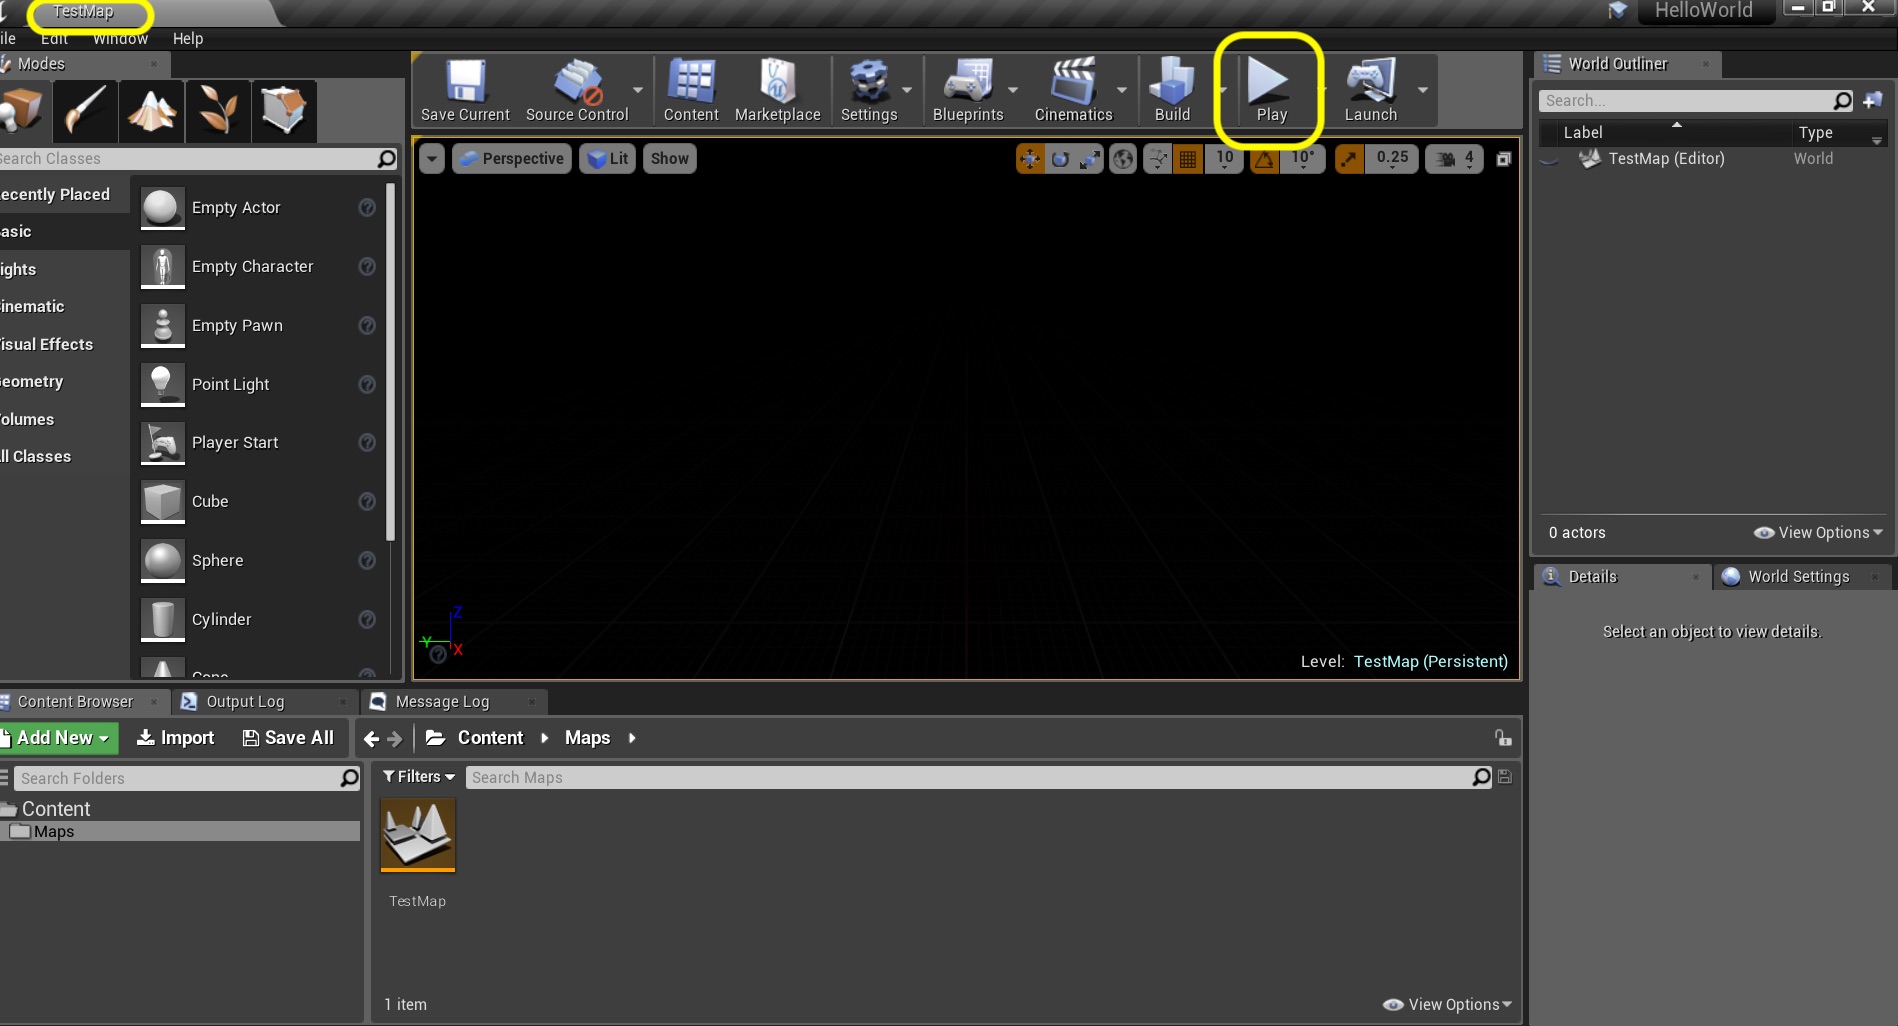 TestMap
HelloWorld
ile Edit Window Help
Modes
Save Current
Source Control
Content
Marketplace
Settings
Blueprints
Cinematics
Build
Play
Launch
Search Classes
ecently Placed
asic
ights
inematic
isual Effects
eometry
olumes
ll Classes
Empty Actor
Empty Character
Empty Pawn
Point Light
Player Start
Cube
Sphere
Cylinder
Cone
Perspective Lit Show
10 10° 0.25 4
Z
Y
X
Level: TestMap (Persistent)
World Outliner
Search...
Label Type
TestMap (Editor) World
0 actors View Options
Details World Settings
Select an object to view details.
Content Browser Output Log Message Log
Add New Import Save All
Content Maps
Search Folders
Content
Maps
Filters Search Maps
TestMap
1 item View Options